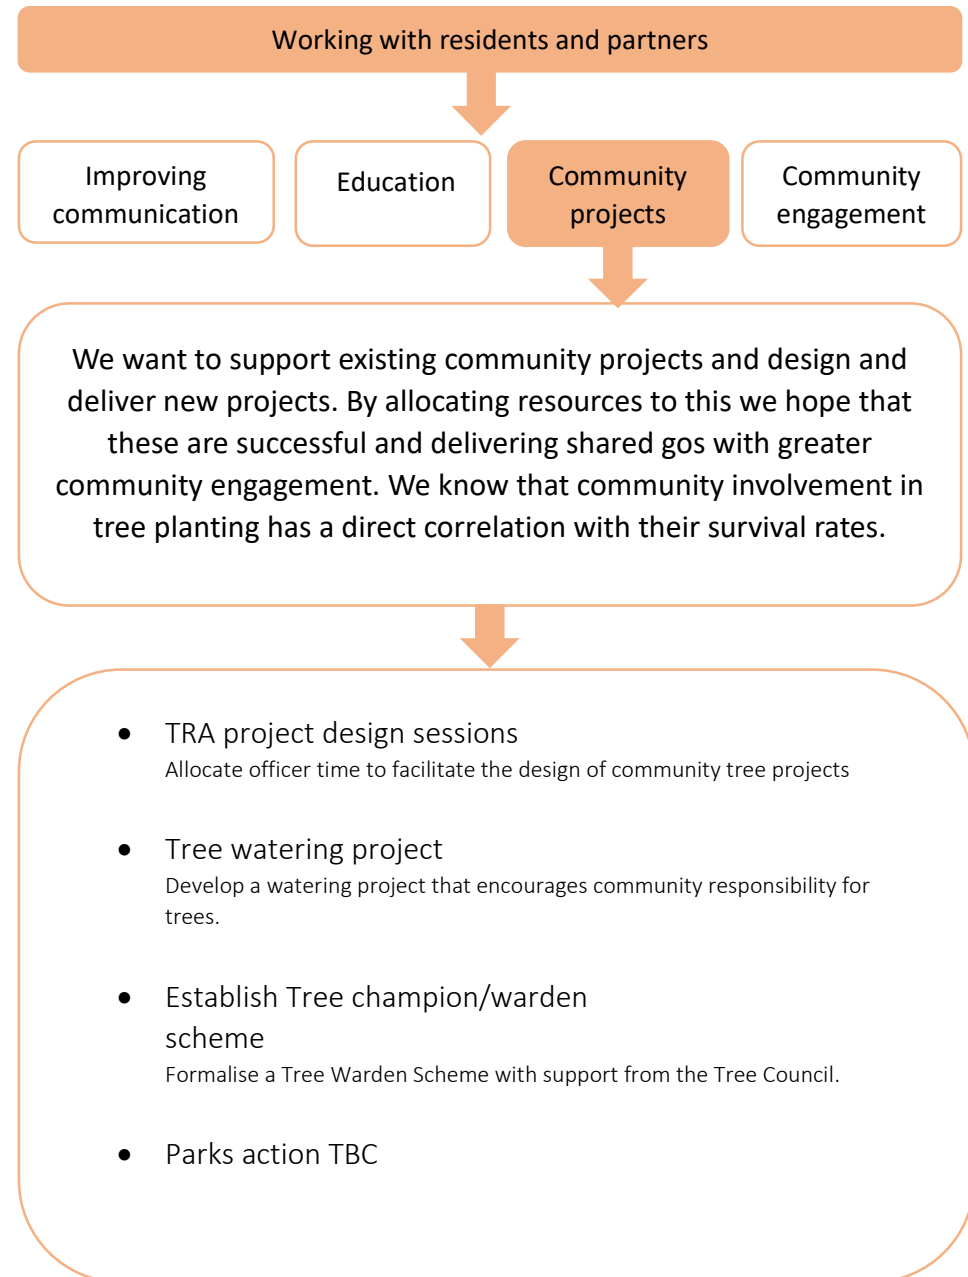 Working with residents and partners
Improving
communication
Education
Community
projects
Community
engagement
We want to support existing community projects and design and
deliver new projects. By allocating resources to this we hope that
these are successful and delivering shared gos with greater
community engagement. We know that community involvement in
tree planting has a direct correlation with their survival rates.
• TRA project design sessions
Allocate officer time to facilitate the design of community tree projects
• Tree watering project
Develop a watering project that encourages community responsibility for
trees.
• Establish Tree champion/warden
scheme
Formalise a Tree Warden Scheme with support from the Tree Council.
• Parks action TBC